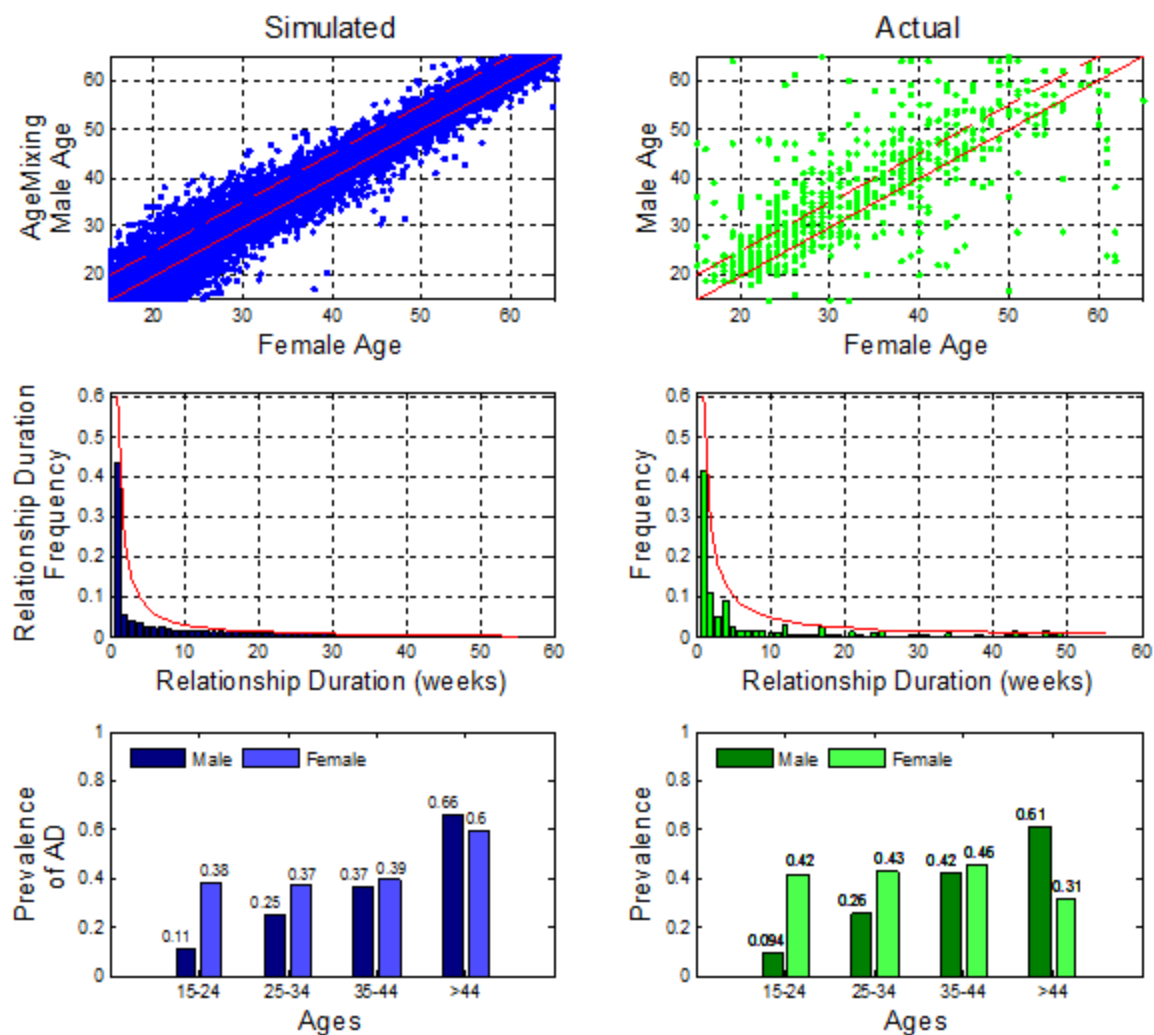 Simulated
Actual
AgeMixing
Male Age
60
50
40
30
20
20 30 40 50 60
Female Age
Male Age
60
50
40
30
20
20 30 40 50 60
Female Age
Relationship Duration
Frequency
0.6
0.5
0.4
0.3
0.2
0.1
0
0 10 20 30 40 50 60
Relationship Duration (weeks)
Frequency
0.6
0.5
0.4
0.3
0.2
0.1
0
0 10 20 30 40 50 60
Relationship Duration (weeks)
Prevalence
of AD
1
0.8
0.6
0.4
0.2
0
Male Female
0.11 0.38 0.25 0.37 0.37 0.39 0.66 0.6
15-24 25-34 35-44 >44
Ages
Prevalence
1
0.8
0.6
0.4
0.2
0
Male Female
0.094 0.42 0.26 0.43 0.42 0.46 0.61 0.31
15-24 25-34 35-44 >44
Ages